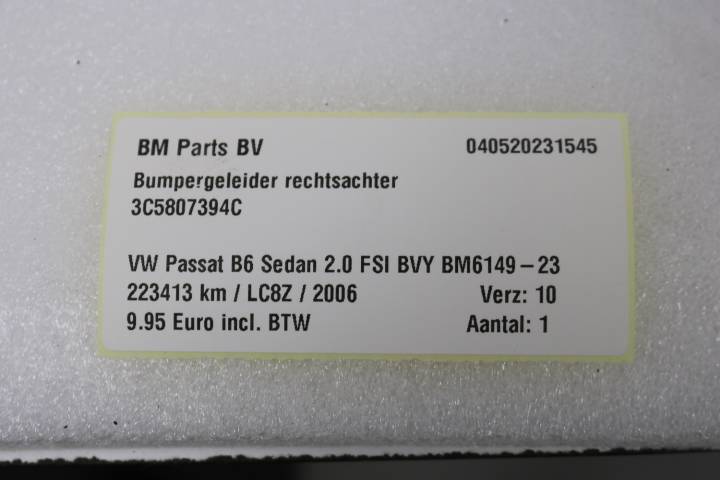 BM Parts BV 040520231545
Bumpergeleider rechtsachter
3C5807394C
VW Passat B6 Sedan 2.0 FSI BVY BM6149-23
223413 km / LC8Z / 2006 Verz: 10
9.95 Euro incl. BTW Aantal: 1